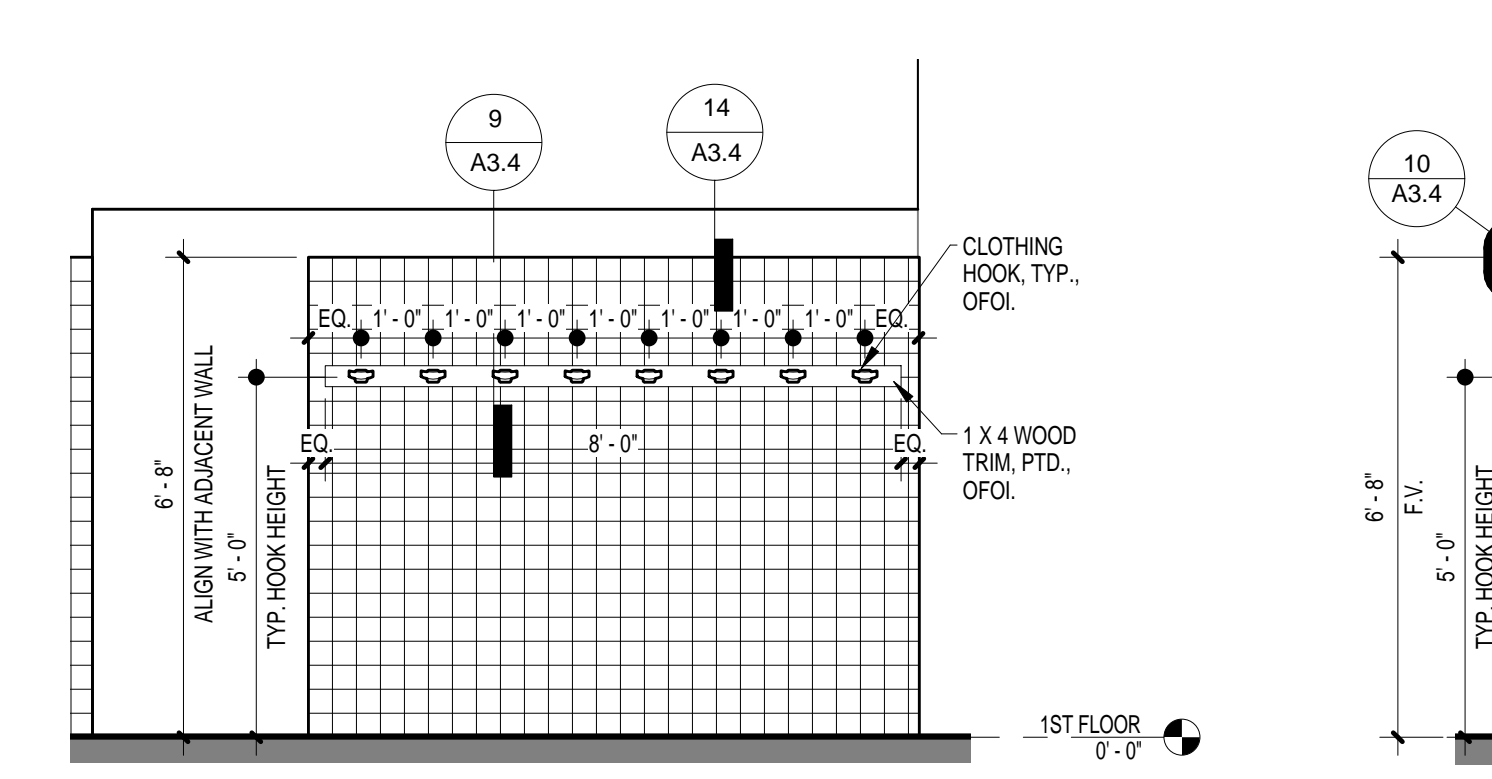 9
A3.4
14
A3.4
10
A3.4
CLOTHING
HOOK, TYP.,
OFOI.
EQ. 1' - 0" 1' - 0" 1' - 0" 1' - 0" 1' - 0" 1' - 0" 1' - 0" EQ.
EQ. 8' - 0" EQ.
1 X 4 WOOD
TRIM, PTD.,
OFOI.
6' - 8"
ALIGN WITH ADJACENT WALL
5' - 0"
TYP. HOOK HEIGHT
6' - 8"
F.V.
5' - 0"
TYP. HOOK HEIGHT
1ST FLOOR
0' - 0"